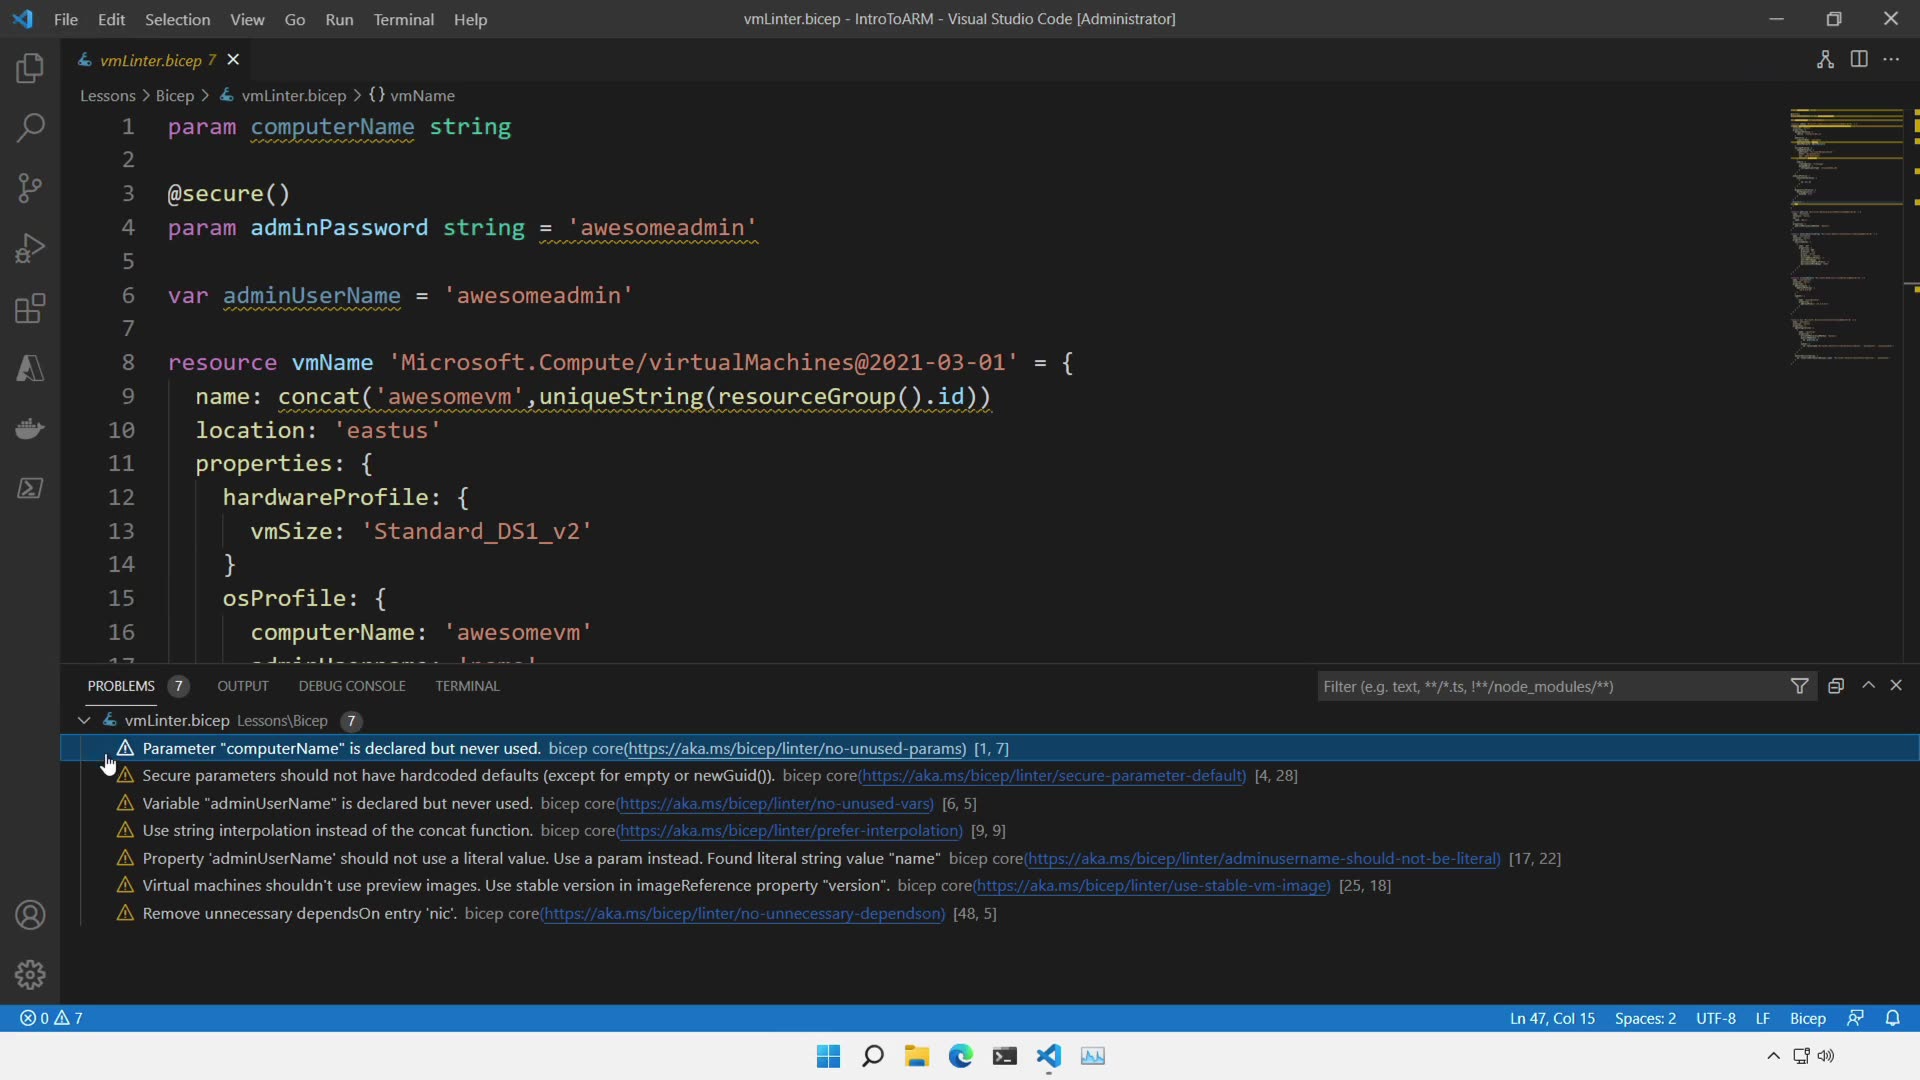 File Edit Selection View Go Run Terminal Help
vmLinter.bicep - IntroToARM - Visual Studio Code [Administrator]
vmLinter.bicep 7
Lessons > Bicep > vmLinter.bicep > {} vmName
1 param computerName string
2
3 @secure()
4 param adminPassword string = 'awesomeadmin'
5
6 var adminUserName = 'awesomeadmin'
7
8 resource vmName 'Microsoft.Compute/virtualMachines@2021-03-01' = {
9 name: concat('awesomevm',uniqueString(resourceGroup().id))
10 location: 'eastus'
11 properties: {
12 hardwareProfile: {
13 vmSize: 'Standard_DS1_v2'
14 }
15 osProfile: {
16 computerName: 'awesomevm'
PROBLEMS 7 OUTPUT DEBUG CONSOLE TERMINAL
Filter (e.g. text, **/*.ts, !**/node_modules/**)
vmLinter.bicep Lessons\Bicep 7
Parameter "computerName" is declared but never used. bicep core(https://aka.ms/bicep/linter/no-unused-params) [1, 7]
Secure parameters should not have hardcoded defaults (except for empty or newGuid()). bicep core(https://aka.ms/bicep/linter/secure-parameter-default) [4, 28]
Variable "adminUserName" is declared but never used. bicep core(https://aka.ms/bicep/linter/no-unused-vars) [6, 5]
Use string interpolation instead of the concat function. bicep core(https://aka.ms/bicep/linter/prefer-interpolation) [9, 9]
Property 'adminUserName' should not use a literal value. Use a param instead. Found literal string value "name" bicep core(https://aka.ms/bicep/linter/adminusername-should-not-be-literal) [17, 22]
Virtual machines shouldn't use preview images. Use stable version in imageReference property "version". bicep core(https://aka.ms/bicep/linter/use-stable-vm-image) [25, 18]
Remove unnecessary dependsOn entry 'nic'. bicep core(https://aka.ms/bicep/linter/no-unnecessary-dependson) [48, 5]
0 7
Ln 47, Col 15 Spaces: 2 UTF-8 LF Bicep